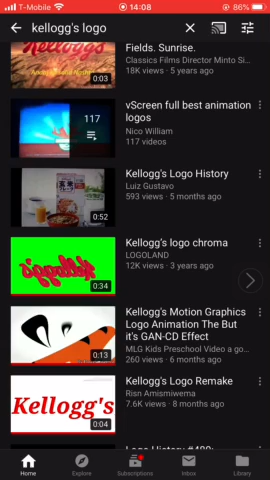 T-Mobile 14:08 86%
kellogg's logo
Kelloggs
0:03
Fields. Sunrise.
Classics Films Director Minto Si...
18K views · 5 years ago
117
vScreen full best animation
logos
Nico William
117 videos
0:52
Kellogg's Logo History
Luiz Gustavo
593 views · 5 months ago
Kellogg's
0:34
Kellogg's logo chroma
LOGOLAND
12K views · 3 years ago
0:13
Kellogg's Motion Graphics
Logo Animation The But
it's GAN-CD Effect
MLG Kids Preschool Video a go...
260 views · 6 months ago
Kellogg's
0:04
Kellogg's Logo Remake
Risn Amismiwema
7.6K views · 8 months ago
Home Explore Subscriptions Inbox Library